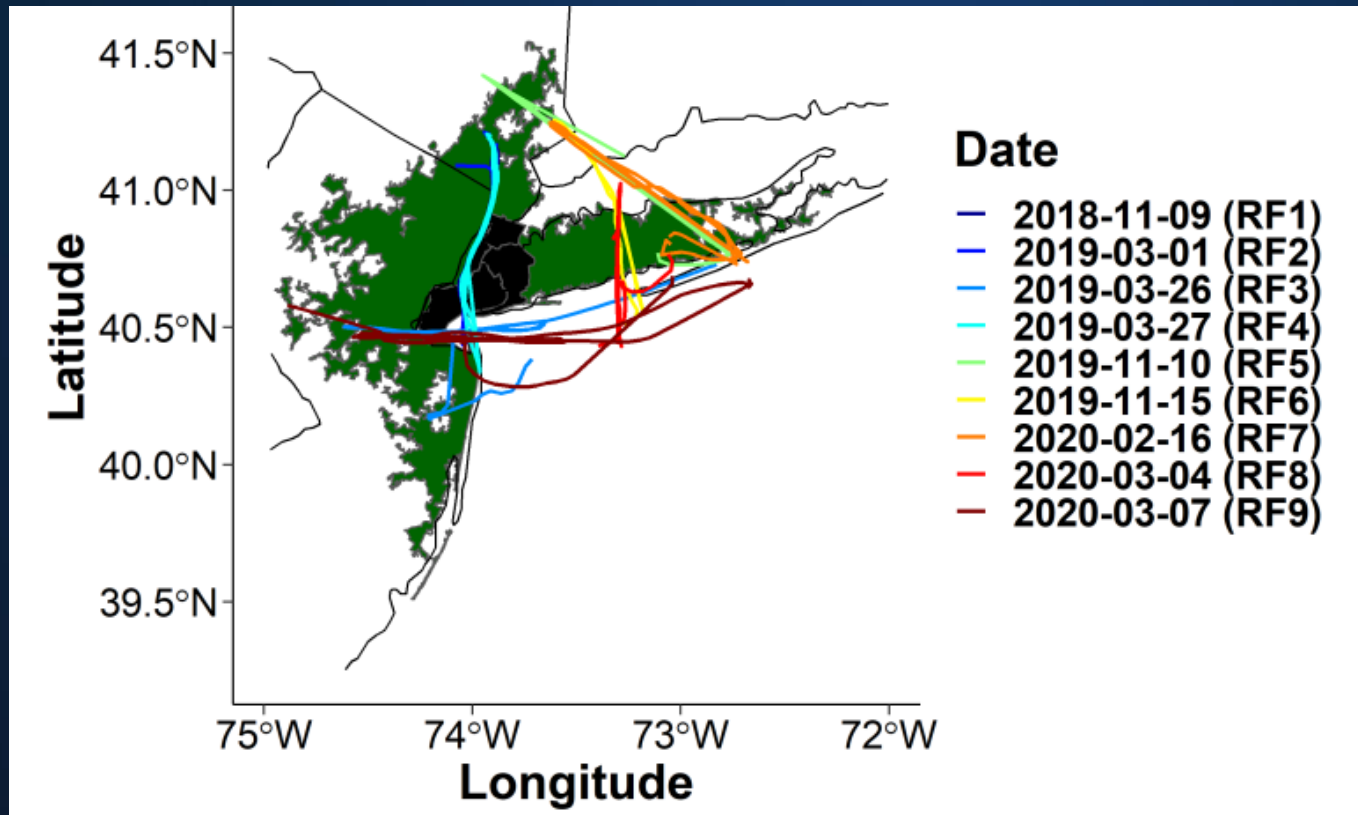 41.5°N
41.0°N
40.5°N
40.0°N
39.5°N
Latitude
75°W 74°W 73°W 72°W
Longitude
Date
2018-11-09 (RF1)
2019-03-01 (RF2)
2019-03-26 (RF3)
2019-03-27 (RF4)
2019-11-10 (RF5)
2019-11-15 (RF6)
2020-02-16 (RF7)
2020-03-04 (RF8)
2020-03-07 (RF9)